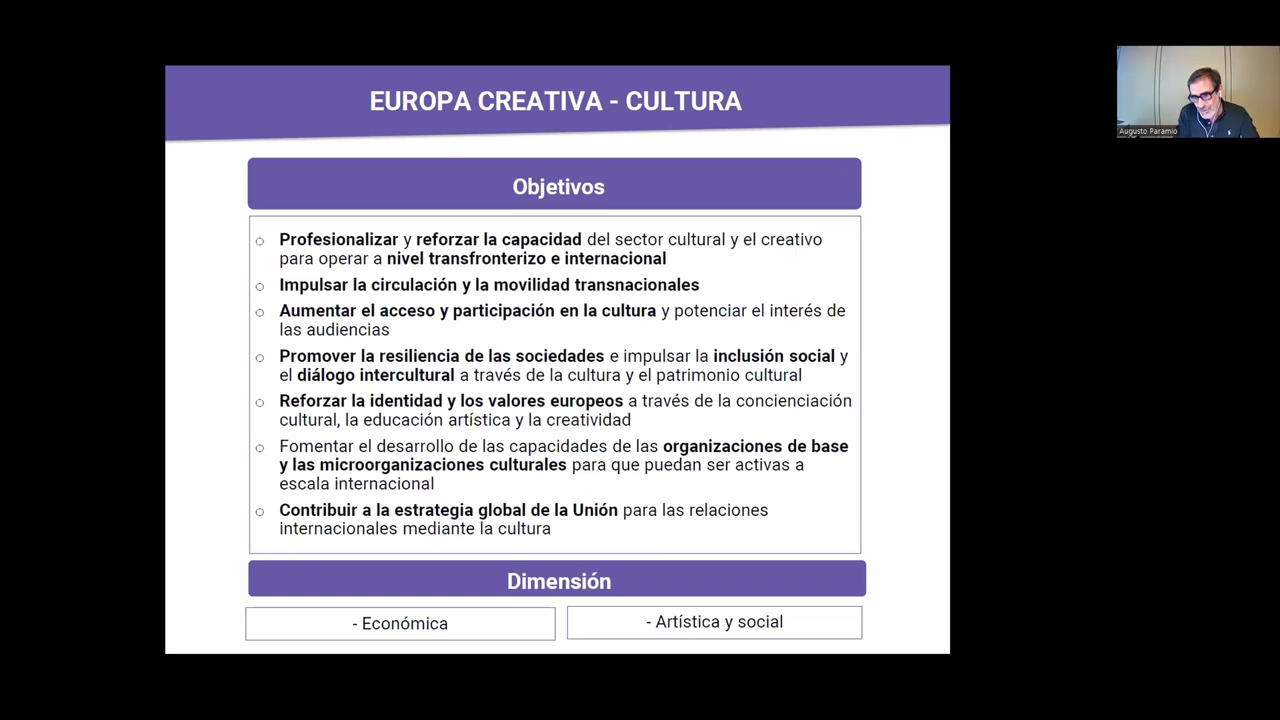 EUROPA CREATIVA - CULTURA
Augusto Paramio
Objetivos
Profesionalizar y reforzar la capacidad del sector cultural y el creativo
para operar a nivel transfronterizo e internacional
Impulsar la circulación y la movilidad transnacionales
Aumentar el acceso y participación en la cultura y potenciar el interés de
las audiencias
Promover la resiliencia de las sociedades e impulsar la inclusión social y
el diálogo intercultural a través de la cultura y el patrimonio cultural
Reforzar la identidad y los valores europeos a través de la concienciación
cultural, la educación artística y la creatividad
Fomentar el desarrollo de las capacidades de las organizaciones de base
y las microorganizaciones culturales para que puedan ser activas a
escala internacional
Contribuir a la estrategia global de la Unión para las relaciones
internacionales mediante la cultura
Dimensión
- Económica
- Artística y social